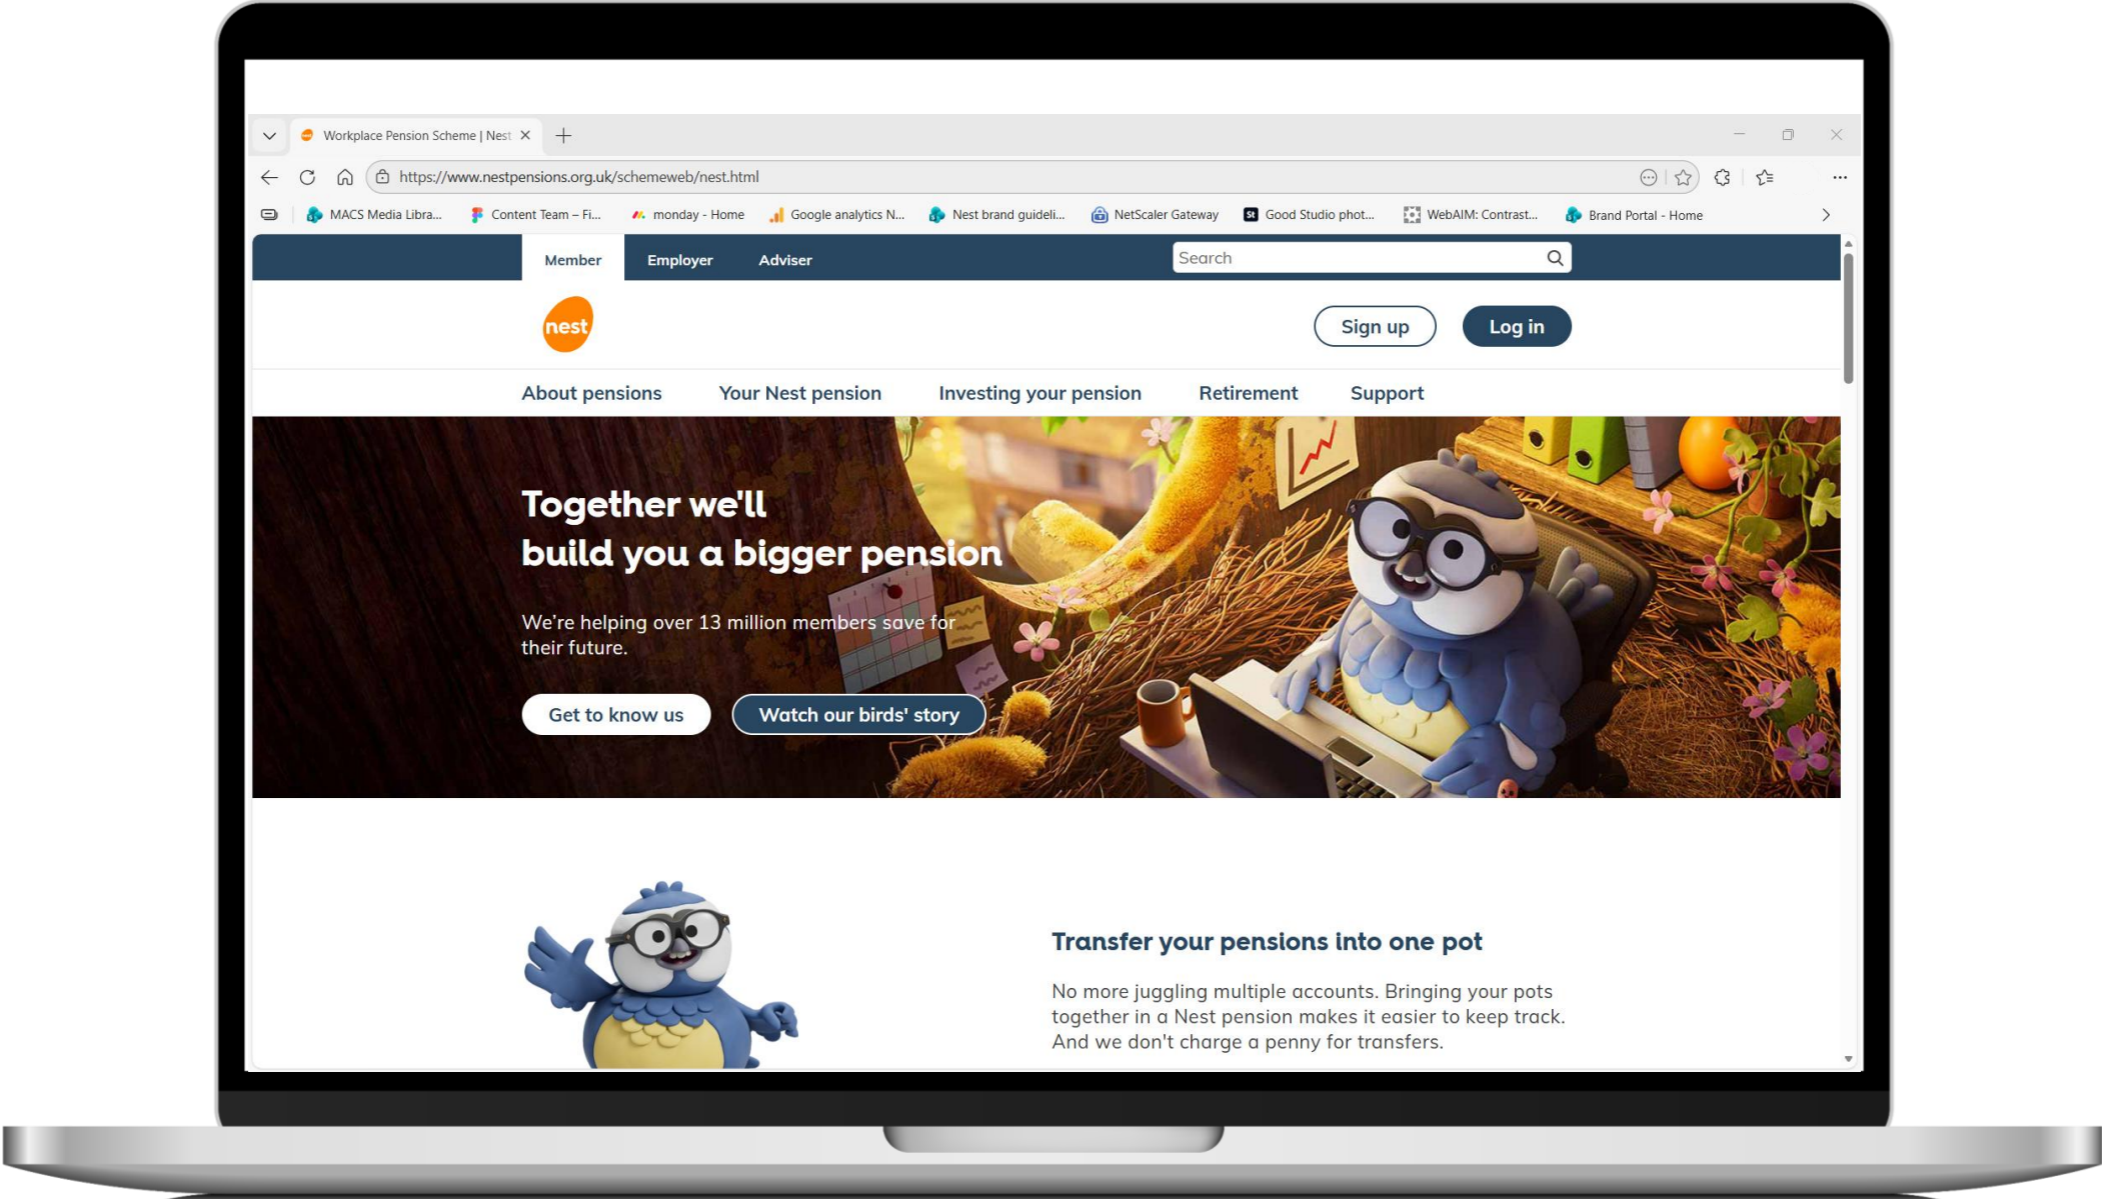 Workplace Pension Scheme | Nest
https://www.nestpensions.org.uk/schemeweb/nest.html
MACS Media Libra...
Content Team – Fi...
monday - Home
Google analytics N...
Nest brand guideli...
NetScaler Gateway
St
Good Studio phot...
WebAIM: Contrast...
Brand Portal - Home
Member
Employer
Adviser
Search
nest
Sign up
Log in
About pensions
Your Nest pension
Investing your pension
Retirement
Support
Together we'll
build you a bigger pension
We're helping over 13 million members save for
their future.
Get to know us
Watch our birds' story
Transfer your pensions into one pot
No more juggling multiple accounts. Bringing your pots
together in a Nest pension makes it easier to keep track.
And we don't charge a penny for transfers.